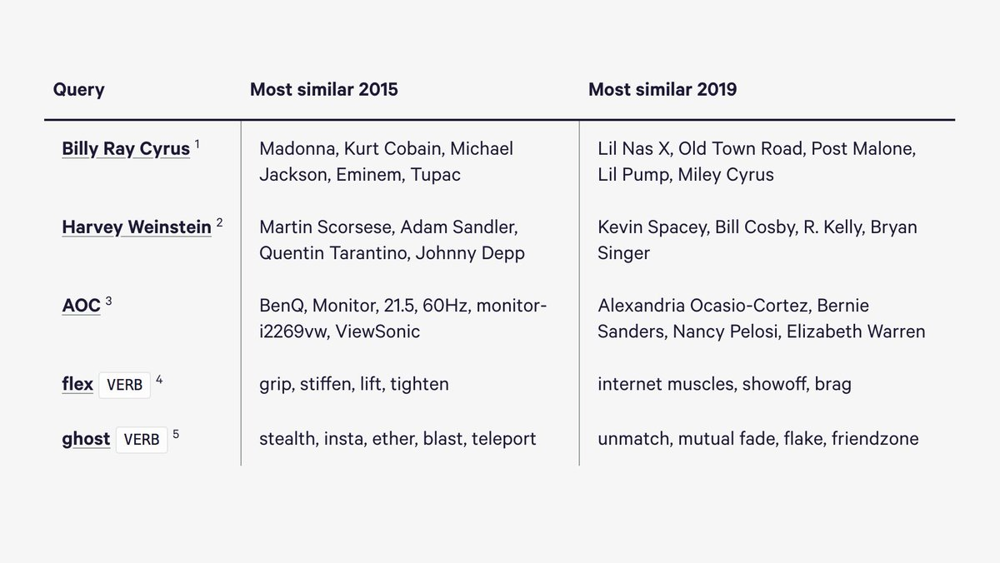 Query Most similar 2015 Most similar 2019
Billy Ray Cyrus 1 Madonna, Kurt Cobain, Michael Lil Nas X, Old Town Road, Post Malone,
Jackson, Eminem, Tupac Lil Pump, Miley Cyrus
Harvey Weinstein 2 Martin Scorsese, Adam Sandler, Kevin Spacey, Bill Cosby, R. Kelly, Bryan
Quentin Tarantino, Johnny Depp Singer
AOC 3 BenQ, Monitor, 21.5, 60Hz, monitor- Alexandria Ocasio-Cortez, Bernie
i2269vw, ViewSonic Sanders, Nancy Pelosi, Elizabeth Warren
flex VERB 4 grip, stiffen, lift, tighten internet muscles, showoff, brag
ghost VERB 5 stealth, insta, ether, blast, teleport unmatch, mutual fade, flake, friendzone